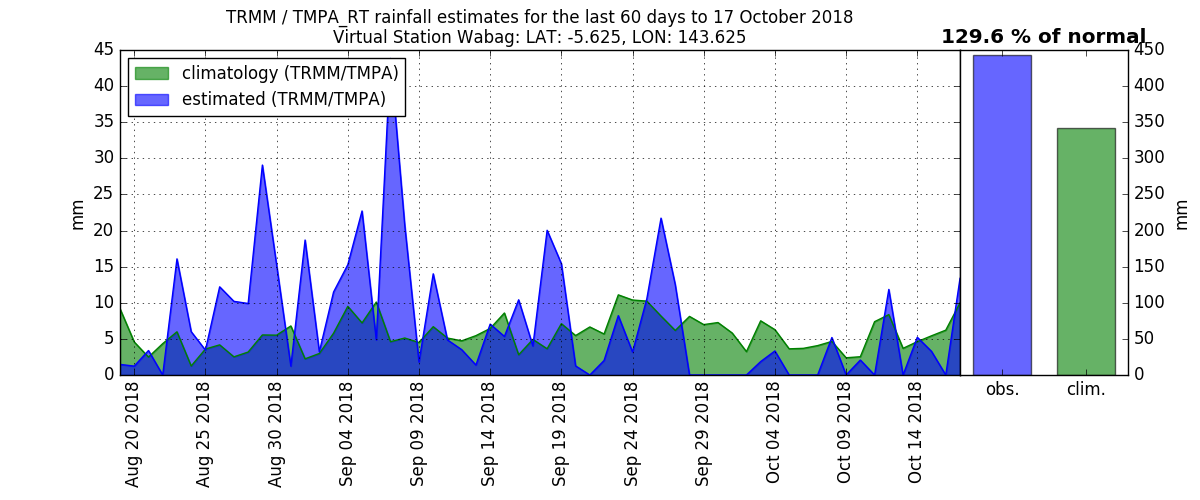 TRMM / TMPA_RT rainfall estimates for the last 60 days to 17 October 2018
Virtual Station Wabag: LAT: -5.625, LON: 143.625
129.6 % of normal
climatology (TRMM/TMPA)
estimated (TRMM/TMPA)
45
40
35
30
25
20
15
10
5
0
mm
Aug 20 2018
Aug 25 2018
Aug 30 2018
Sep 04 2018
Sep 09 2018
Sep 14 2018
Sep 19 2018
Sep 24 2018
Sep 29 2018
Oct 04 2018
Oct 09 2018
Oct 14 2018
obs.
clim.
450
400
350
300
250
200
150
100
50
0
mm